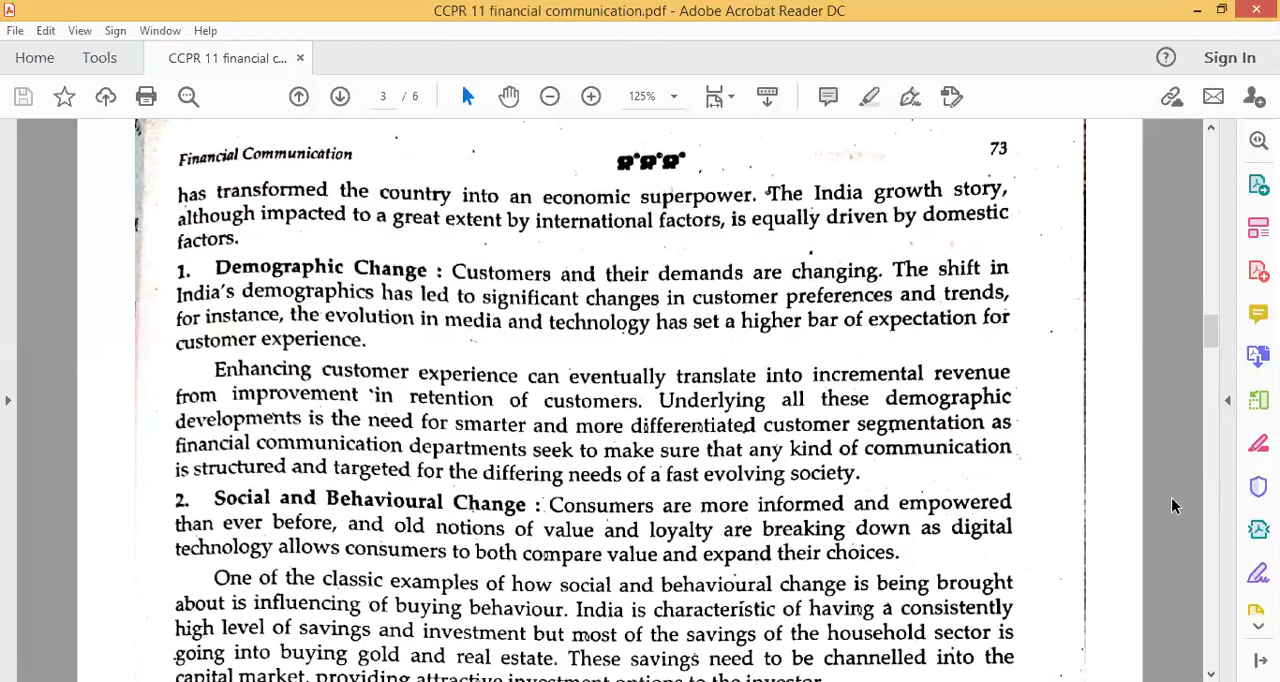 CCPR 11 financial communication.pdf - Adobe Acrobat Reader DC
File Edit View Sign Window Help
Home Tools CCPR 11 financial c... × Sign In
3 / 6 125%
Financial Communication 73
has transformed the country into an economic superpower. The India growth story,
although impacted to a great extent by international factors, is equally driven by domestic
factors.
1. Demographic Change : Customers and their demands are changing. The shift in
India's demographics has led to significant changes in customer preferences and trends,
for instance, the evolution in media and technology has set a higher bar of expectation for
customer experience.
Enhancing customer experience can eventually translate into incremental revenue
from improvement in retention of customers. Underlying all these demographic
developments is the need for smarter and more differentiated customer segmentation as
financial communication departments seek to make sure that any kind of communication
is structured and targeted for the differing needs of a fast evolving society.
2. Social and Behavioural Change : Consumers are more informed and empowered
than ever before, and old notions of value and loyalty are breaking down as digital
technology allows consumers to both compare value and expand their choices.
One of the classic examples of how social and behavioural change is being brought
about is influencing of buying behaviour. India is characteristic of having a consistently
high level of savings and investment but most of the savings of the household sector is
going into buying gold and real estate. These savings need to be channelled into the
capital market, providing attractive investment options to the investor